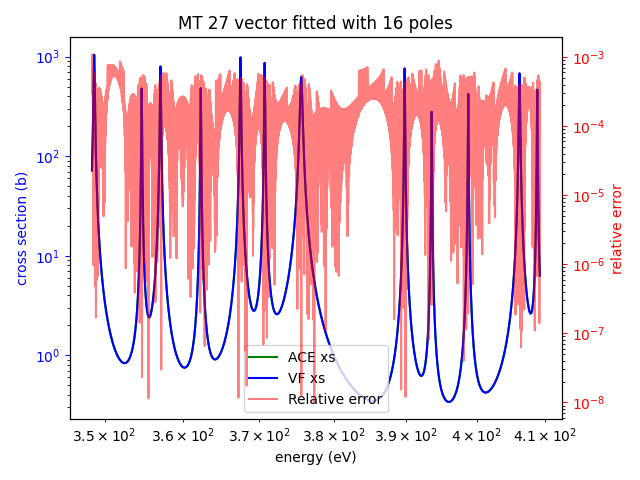 MT 27 vector fitted with 16 poles
10³
10²
10¹
10⁰
cross section (b)
10⁻³
10⁻⁴
10⁻⁵
10⁻⁶
10⁻⁷
10⁻⁸
relative error
ACE xs
VF xs
Relative error
3.5 × 10² 3.6 × 10² 3.7 × 10² 3.8 × 10² 3.9 × 10² 4 × 10² 4.1 × 10²
energy (eV)